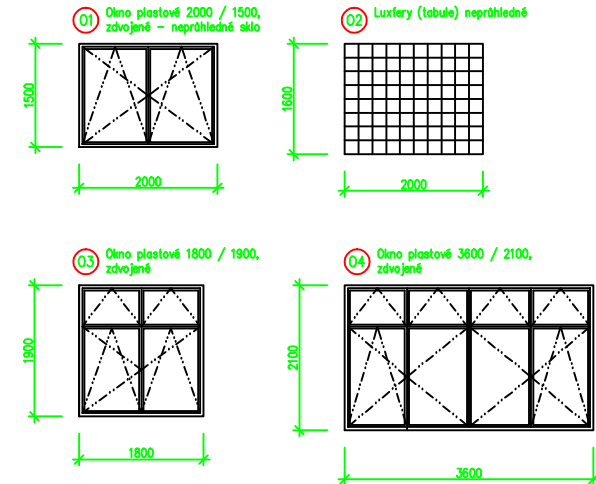 01
Okno plastové 2000 / 1500,
zdvojené - neprůhledné sklo
1500
2000
02
Luxfery (tabule) neprůhledné
1600
2000
03
Okno plastové 1800 / 1900,
zdvojené
1900
1800
04
Okno plastové 3600 / 2100,
zdvojené
2100
3600